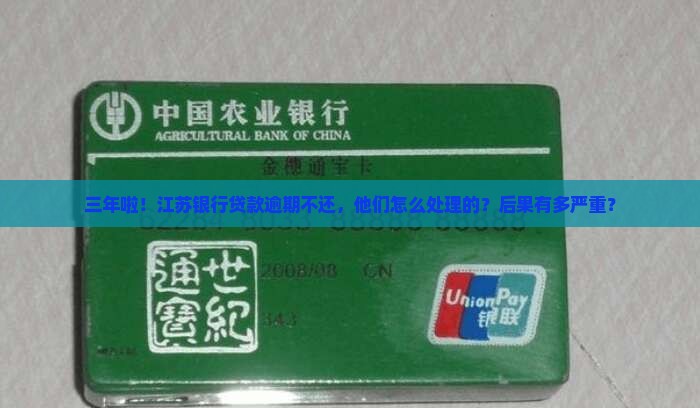 中国农业银行
AGRICULTURAL BANK OF CHINA
金穗通宝卡
三年啦！江苏银行贷款逾期不还，他们怎么处理的？后果有多严重？
2008/08 CN
世紀
通寶
343
UnionPay
银联